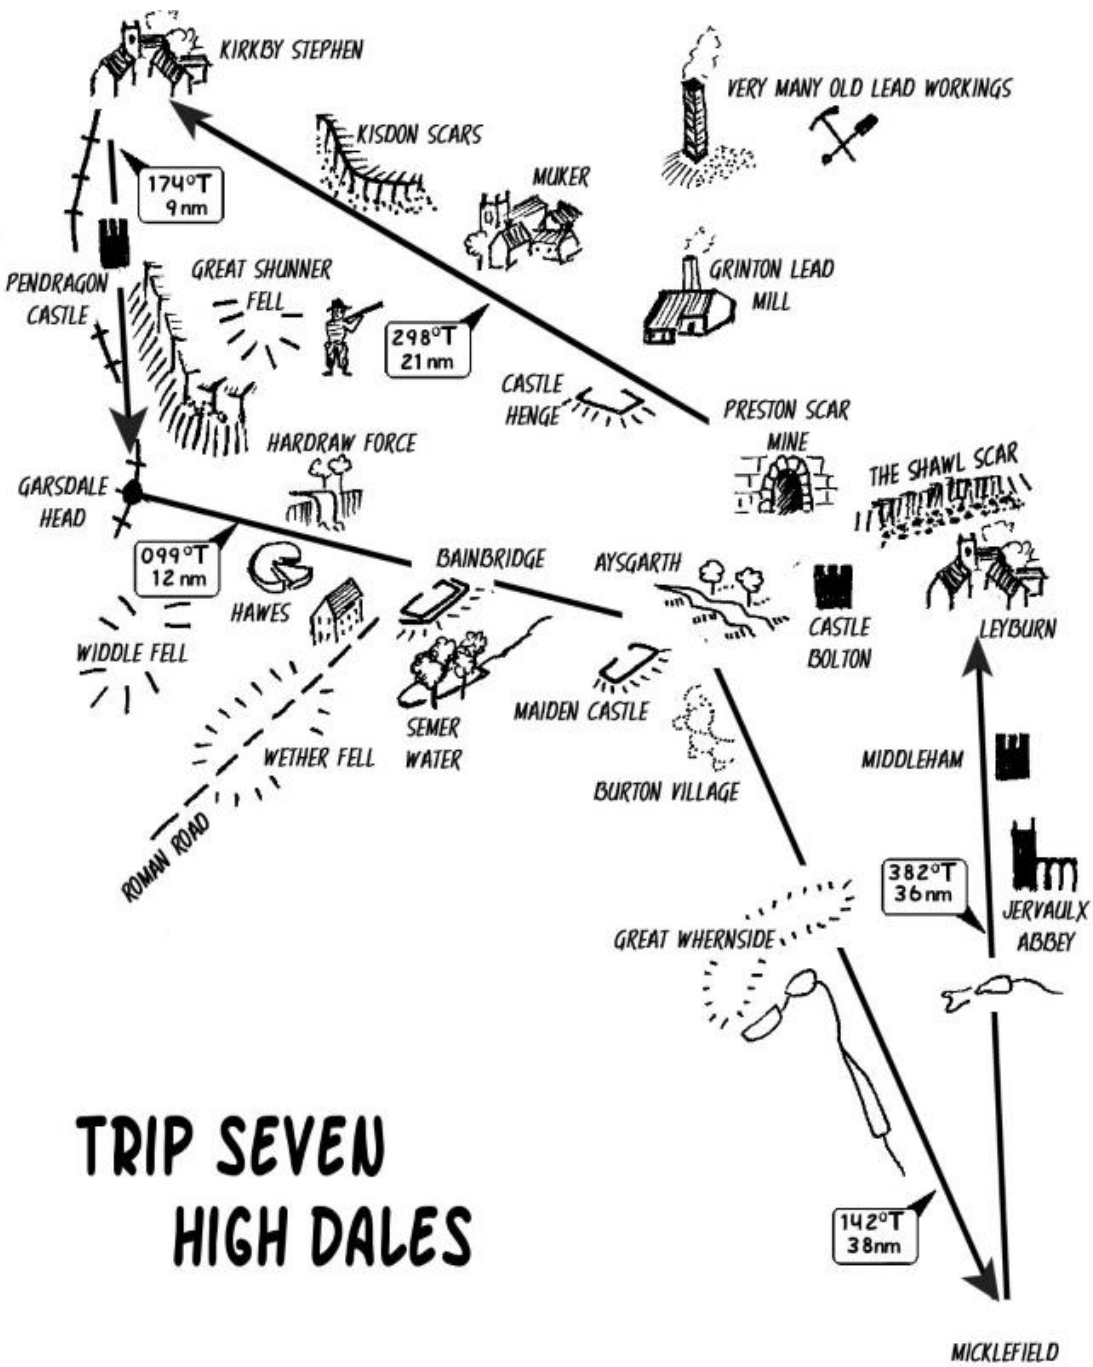 KIRKBY STEPHEN
VERY MANY OLD LEAD WORKINGS
KISDON SCARS
MUKER
174°T
9nm
PENDRAGON
CASTLE
GREAT SHUNNER
FELL
GRINTON LEAD
MILL
298°T
21nm
CASTLE
HENGE
PRESTON SCAR
MINE
HARDRAW FORCE
THE SHAWL SCAR
GARSDALE
HEAD
099°T
12nm
HAWES
BAINBRIDGE
AYSGARTH
CASTLE
BOLTON
LEYBURN
WIDDLE FELL
WETHER FELL
SEMER
WATER
MAIDEN CASTLE
MIDDLEHAM
BURTON VILLAGE
ROMAN ROAD
382°T
36nm
JERVAULX
ABBEY
GREAT WHERNSIDE
TRIP SEVEN
HIGH DALES
142°T
38nm
MICKLEFIELD